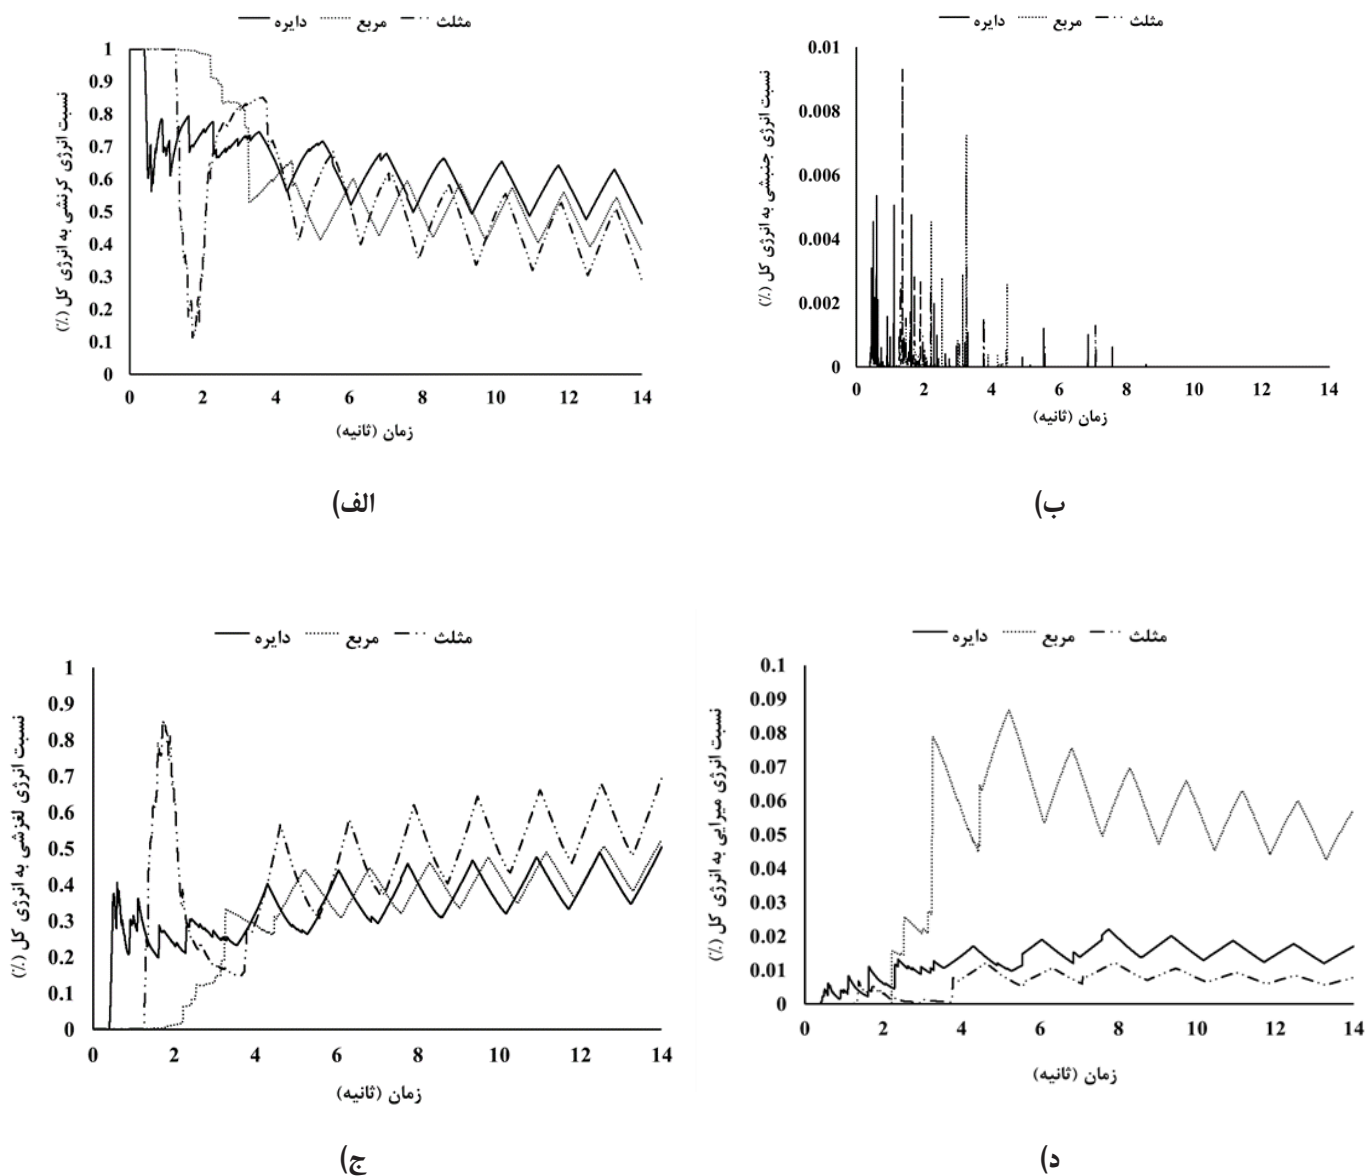 دایره مربع مثلث
نسبت انرژی کرنشی به انرژی کل (٪)
1
0.9
0.8
0.7
0.6
0.5
0.4
0.3
0.2
0.1
0
0 2 4 6 8 10 12 14
زمان (ثانیه)
الف)
دایره مربع مثلث
نسبت انرژی جنبشی به انرژی کل (٪)
0.01
0.008
0.006
0.004
0.002
0
0 2 4 6 8 10 12 14
زمان (ثانیه)
ب)
دایره مربع مثلث
نسبت انرژی لغزشی به انرژی کل (٪)
1
0.9
0.8
0.7
0.6
0.5
0.4
0.3
0.2
0.1
0
0 2 4 6 8 10 12 14
زمان (ثانیه)
ج)
دایره مربع مثلث
نسبت انرژی میرایی به انرژی کل (٪)
0.1
0.09
0.08
0.07
0.06
0.05
0.04
0.03
0.02
0.01
0
0 2 4 6 8 10 12 14
زمان (ثانیه)
د)